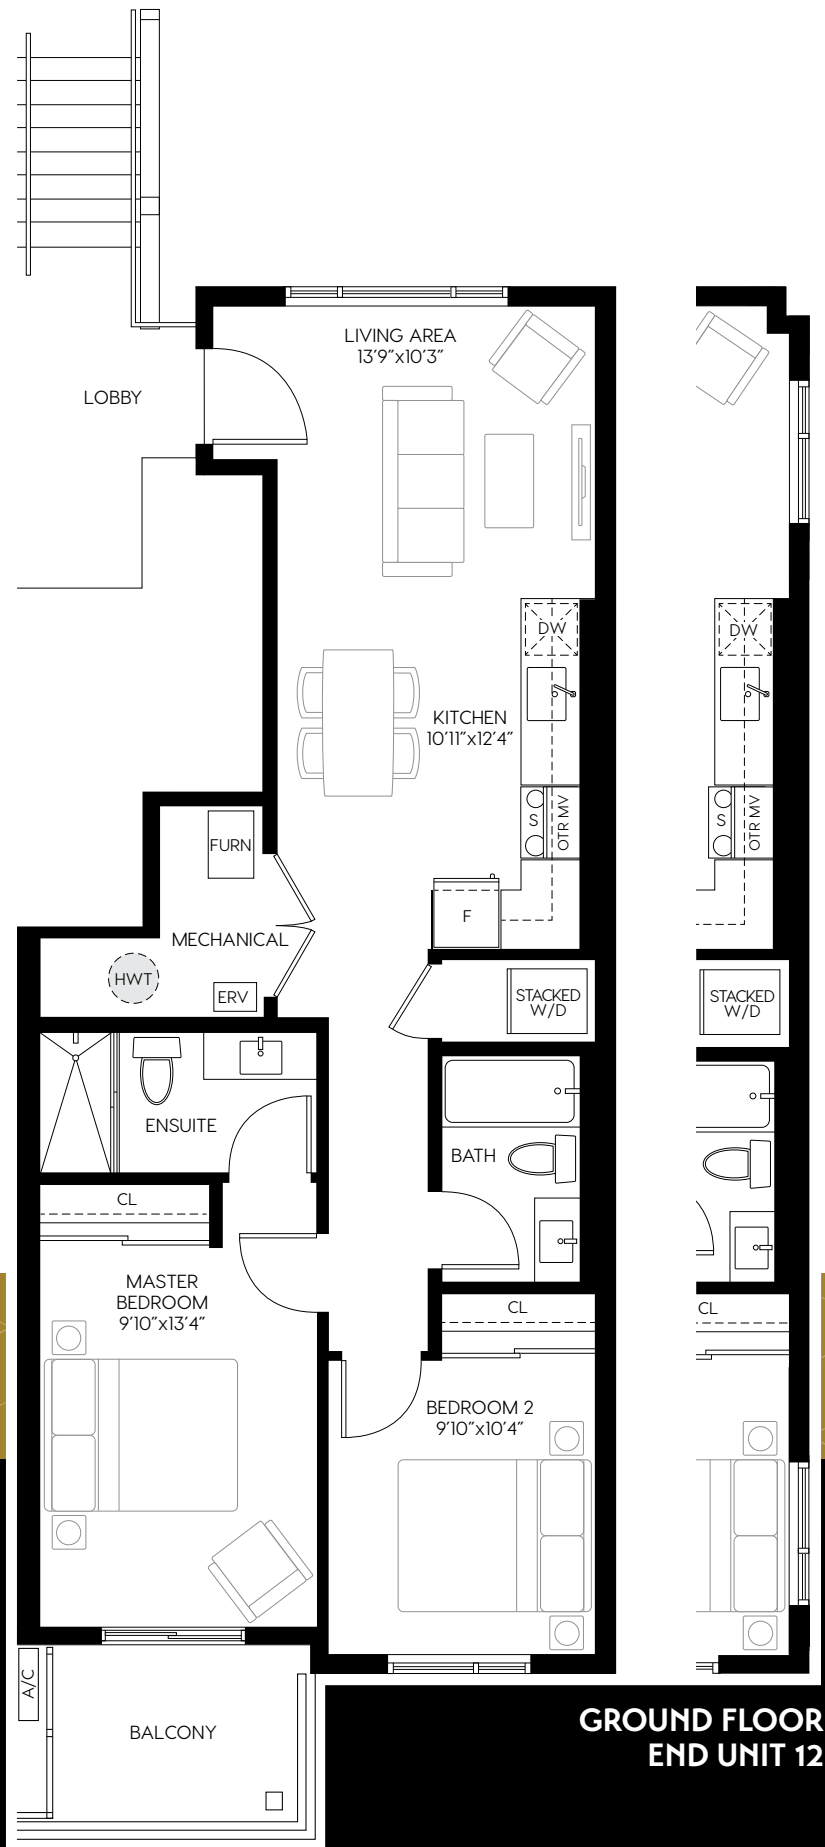 LIVING AREA
13'9"x10'3"
LOBBY
DW
DW
KITCHEN
10'11"x12'4"
S
OTR MV
S
OTR MV
FURN
F
MECHANICAL
HWT
ERV
STACKED
W/D
STACKED
W/D
ENSUITE
BATH
CL
MASTER
BEDROOM
9'10"x13'4"
CL
CL
BEDROOM 2
9'10"x10'4"
A/C
BALCONY
GROUND FLOOR
END UNIT 12